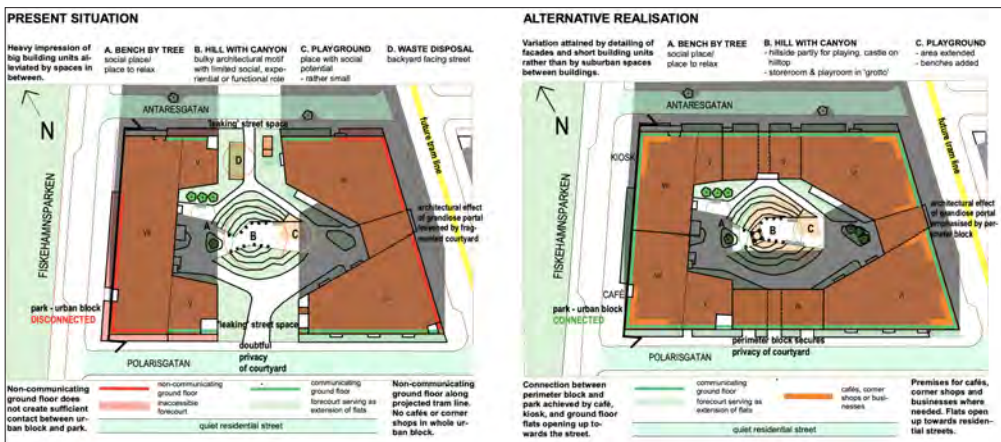 PRESENT SITUATION
Heavy impression of
big building units al-
leviated by spaces in
between.
A. BENCH BY TREE
social place/
place to relax
B. HILL WITH CANYON
bulky architectural motif
with limited social, expe-
riential or functional role
C. PLAYGROUND
place with social
potential
- rather small
D. WASTE DISPOSAL
backyard facing street
N
ANTARESGATAN
'leaking' street space
future tram line
FISKEHAMNSPARKEN
D
V
VII
A
B
C
V
architectural effect
of grandiose portal
lessened by frag-
mented courtyard
park - urban block
DISCONNECTED
'leaking' street space
doubtful
privacy
of courtyard
POLARISGATAN
Non-communicating
ground floor does
not create sufficient
contact between ur-
ban block and park.
non-communicating
ground floor
inaccessible
forecourt
communicating
ground floor
forecourt serving as
extension of flats
quiet residential street
Non-communicating
ground floor along
projected tram line.
No cafés or corner
shops in whole ur-
ban block.
ALTERNATIVE REALISATION
Variation attained by detailing of
facades and short building units
rather than by suburban spaces
between buildings.
A. BENCH BY TREE
social place/
place to relax
B. HILL WITH CANYON
- hillside partly for playing, castle on
hilltop
- storeroom & playroom in 'grotto'
C. PLAYGROUND
- area extended
- benches added
N
ANTARESGATAN
future tram line
FISKEHAMNSPARKEN
KIOSK
A
B
C
architectural effect
of grandiose portal
emphasised by peri-
meter block
CAFÉ
park - urban block
CONNECTED
perimeter block secures
privacy of courtyard
POLARISGATAN
Connection between
perimeter block and
park achieved by café,
kiosk, and ground floor
flats opening up to-
wards the street.
communicating
ground floor
forecourt serving as
extension of flats
cafés, corner
shops or busi-
nesses
quiet residential street
Premises for cafés,
corner shops and
businesses where
needed. Flats open
up towards residen-
tial streets.